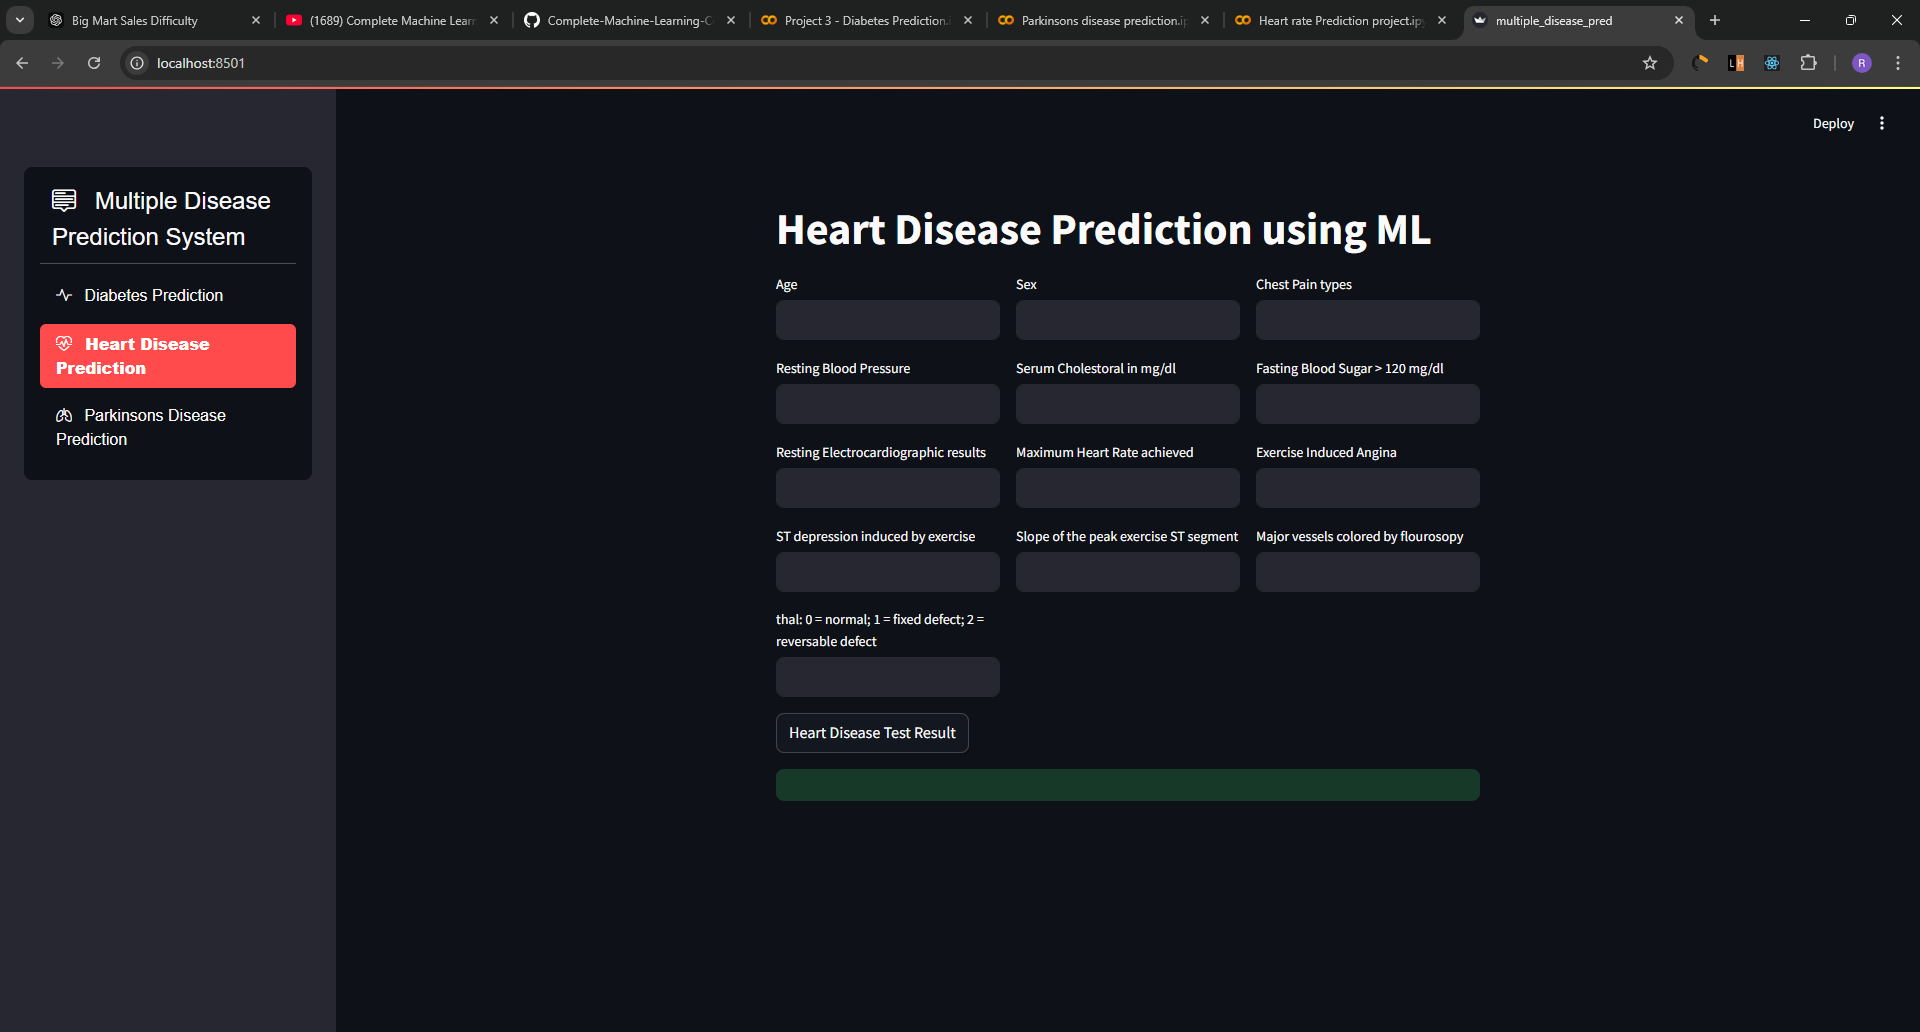 Big Mart Sales Difficulty
(1689) Complete Machine Learn
Complete-Machine-Learning-C
Project 3 - Diabetes Prediction.
Parkinsons disease prediction.i
Heart rate Prediction project.ip
multiple_disease_pred
localhost:8501
LH
R
Deploy
Multiple Disease
Prediction System
Diabetes Prediction
Heart Disease
Prediction
Parkinsons Disease
Prediction
Heart Disease Prediction using ML
Age
Sex
Chest Pain types
Resting Blood Pressure
Serum Cholestoral in mg/dl
Fasting Blood Sugar > 120 mg/dl
Resting Electrocardiographic results
Maximum Heart Rate achieved
Exercise Induced Angina
ST depression induced by exercise
Slope of the peak exercise ST segment
Major vessels colored by flourosopy
thal: 0 = normal; 1 = fixed defect; 2 =
reversable defect
Heart Disease Test Result